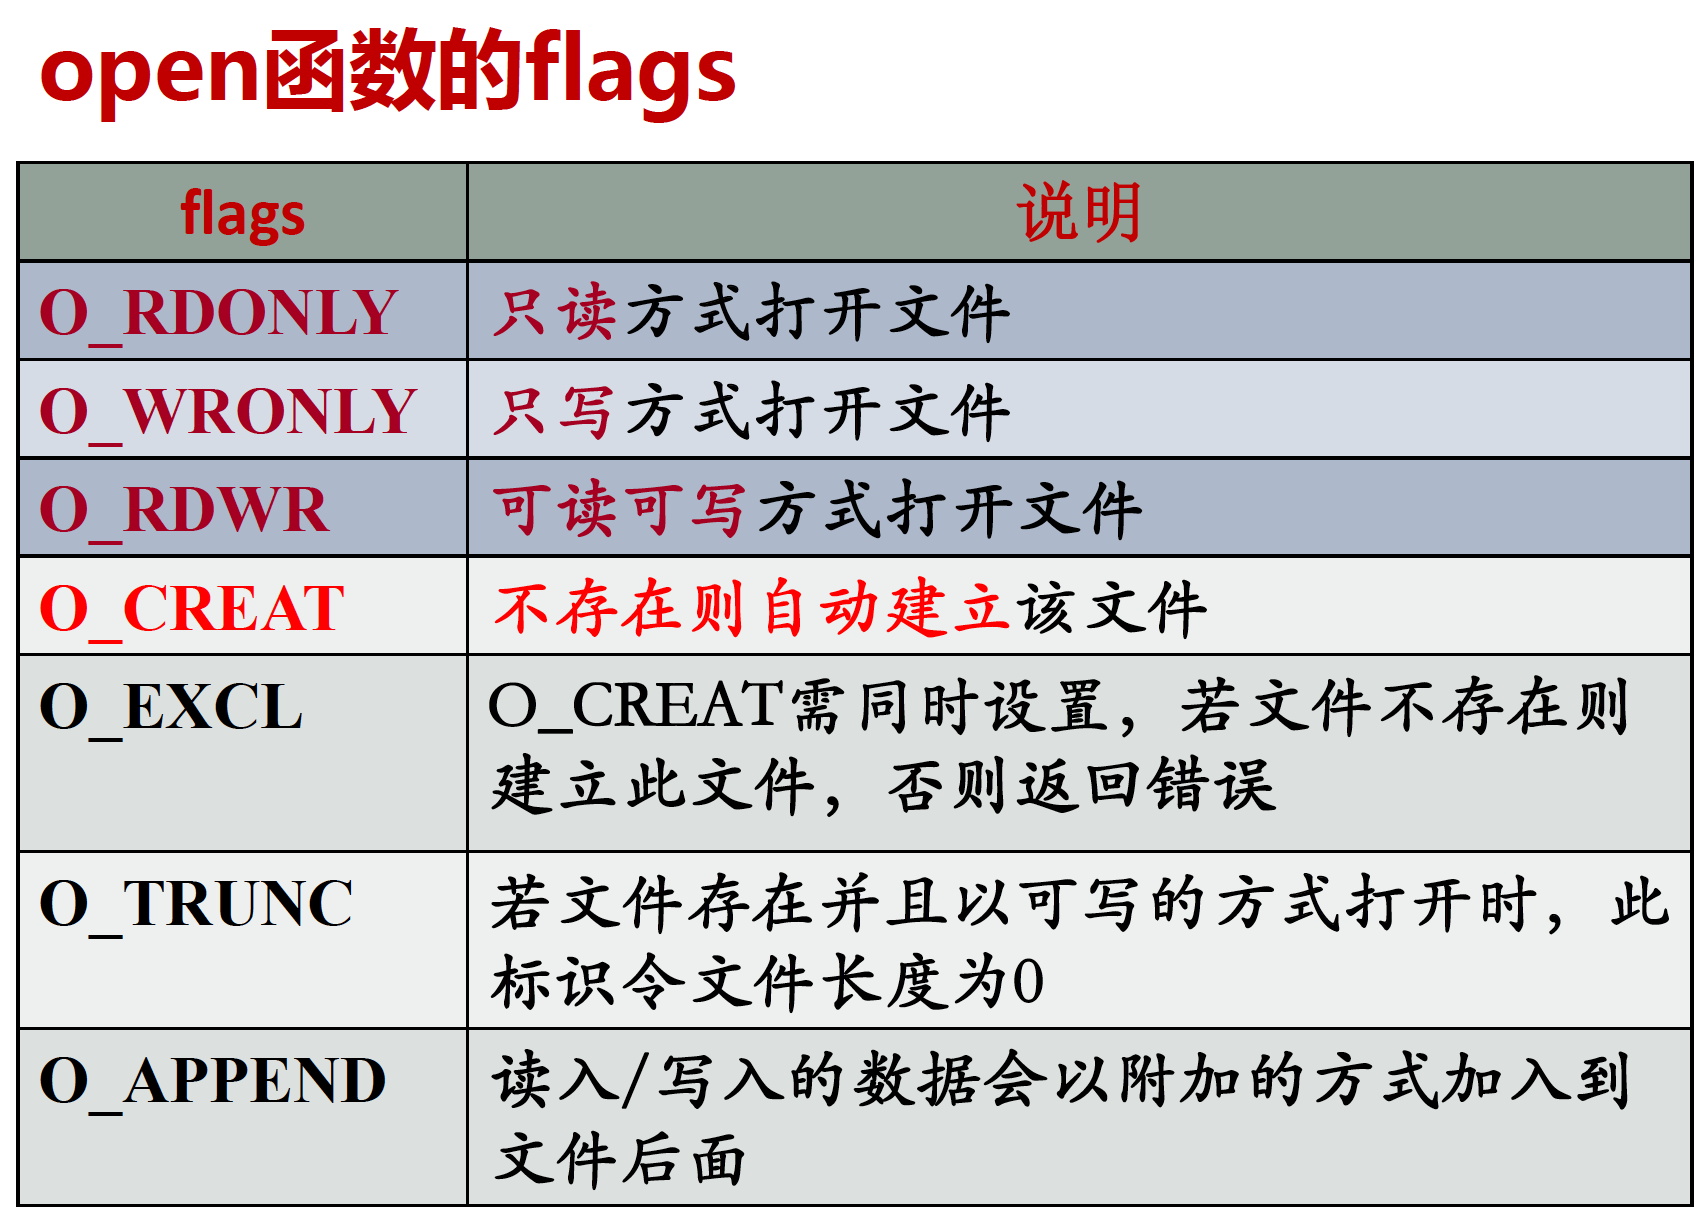 open函数的flags
flags
说明
O_RDONLY
只读方式打开文件
O_WRONLY
只写方式打开文件
O_RDWR
可读可写方式打开文件
O_CREAT
不存在则自动建立该文件
O_EXCL
O_CREAT需同时设置，若文件不存在则
建立此文件，否则返回错误
O_TRUNC
若文件存在并且以可写的方式打开时，此
标识令文件长度为0
O_APPEND
读入/写入的数据会以附加的方式加入到
文件后面